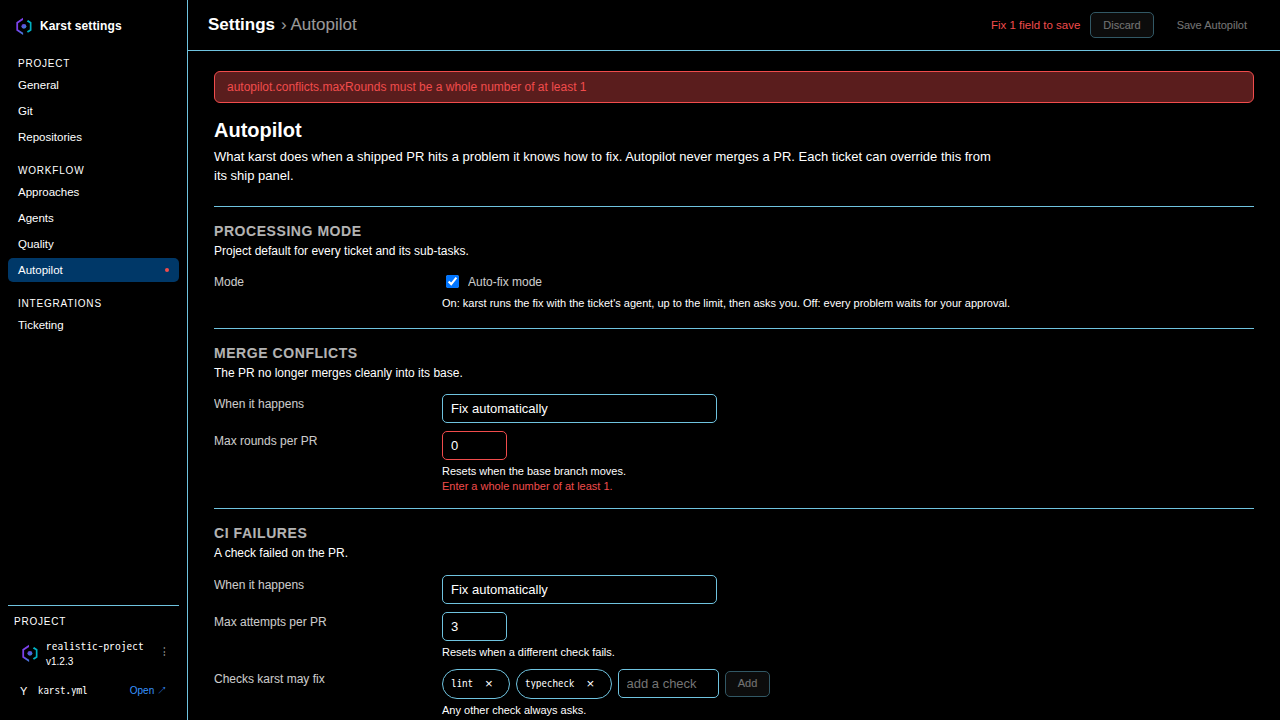 Karst settings
PROJECT
General
Git
Repositories
WORKFLOW
Approaches
Agents
Quality
Autopilot
INTEGRATIONS
Ticketing
PROJECT
realistic-project
v1.2.3
Y karst.yml Open ↗
Settings › Autopilot
Fix 1 field to save Discard Save Autopilot
autopilot.conflicts.maxRounds must be a whole number of at least 1
Autopilot
What karst does when a shipped PR hits a problem it knows how to fix. Autopilot never merges a PR. Each ticket can override this from
its ship panel.
PROCESSING MODE
Project default for every ticket and its sub-tasks.
Mode Auto-fix mode
On: karst runs the fix with the ticket's agent, up to the limit, then asks you. Off: every problem waits for your approval.
MERGE CONFLICTS
The PR no longer merges cleanly into its base.
When it happens Fix automatically
Max rounds per PR 0
Resets when the base branch moves.
Enter a whole number of at least 1.
CI FAILURES
A check failed on the PR.
When it happens Fix automatically
Max attempts per PR 3
Resets when a different check fails.
Checks karst may fix lint × typecheck × add a check Add
Any other check always asks.